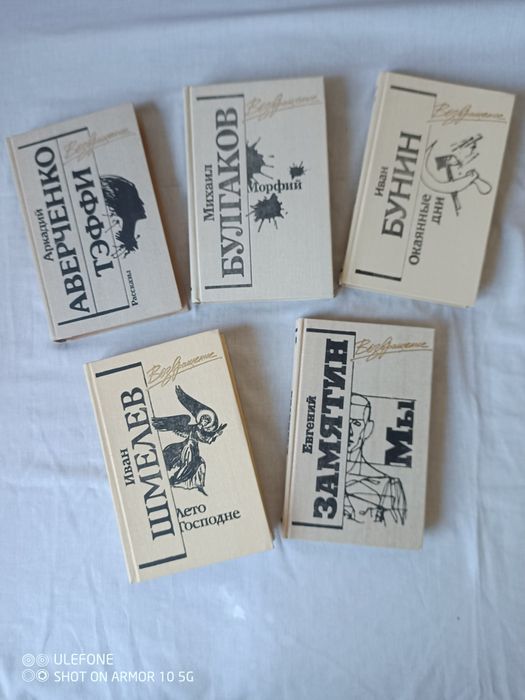 Возвращение
Аркадий
АВЕРЧЕНКО
ТЭФФИ
Рассказы
Возвращение
Михаил
БУЛГАКОВ
Морфий
Возвращение
Иван
БУНИН
Окаянные
дни
Возвращение
Иван
ШМЕЛЕВ
Лето
Господне
Возвращение
Евгений
ЗАМЯТИН
Мы
ULEFONE
SHOT ON ARMOR 10 5G